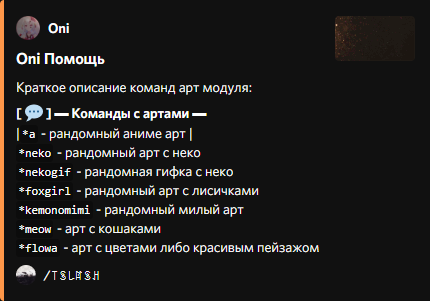 Oni
Oni Помощь
Краткое описание команд арт модуля:
[ 💬 ] — Команды с артами —
| *a - рандомный аниме арт |
*neko - рандомный арт с неко
*nekogif - рандомная гифка с неко
*foxgirl - рандомный арт с лисичками
*kemonomimi - рандомный милый арт
*meow - арт с кошаками
*flowa - арт с цветами либо красивым пейзажом